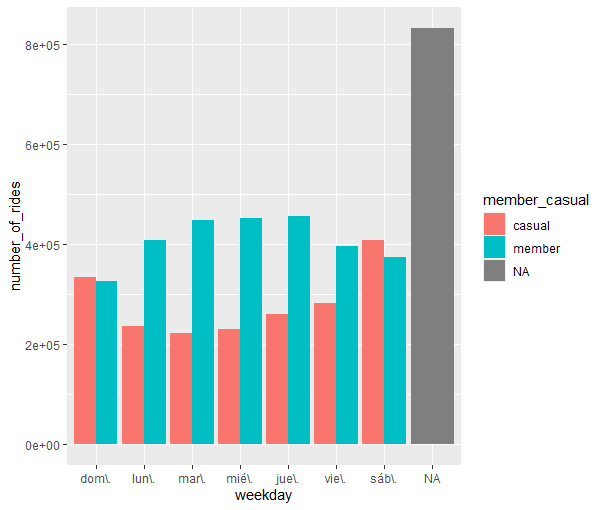 number_of_rides
8e+05
6e+05
4e+05
2e+05
0e+00
dom\. lun\. mar\. mié\. jue\. vie\. sáb\. NA
weekday
member_casual
casual
member
NA